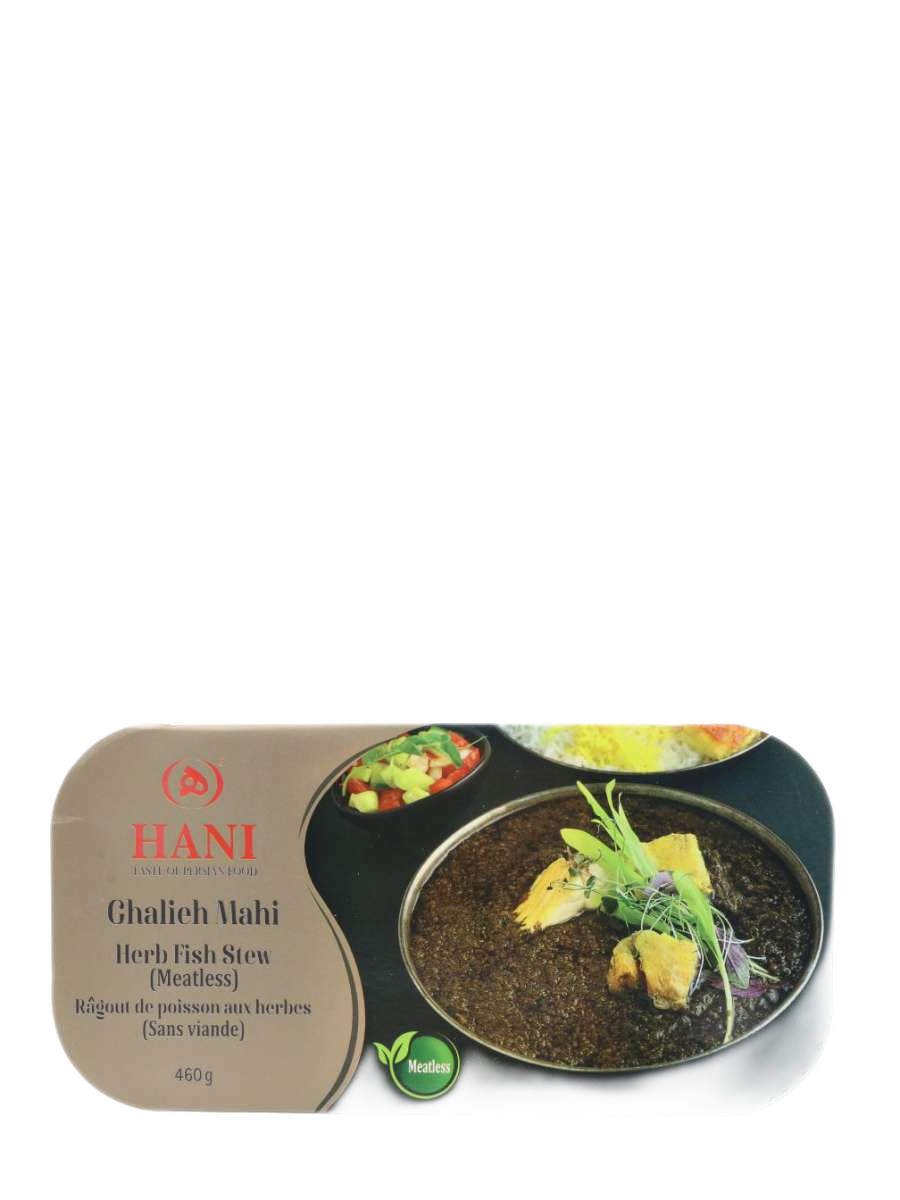 HANI
TASTE OF PERSIAN FOOD
Ghalieh Mahi
Herb Fish Stew
(Meatless)
Râgout de poisson aux herbes
(Sans viande)
460 g
Meatless